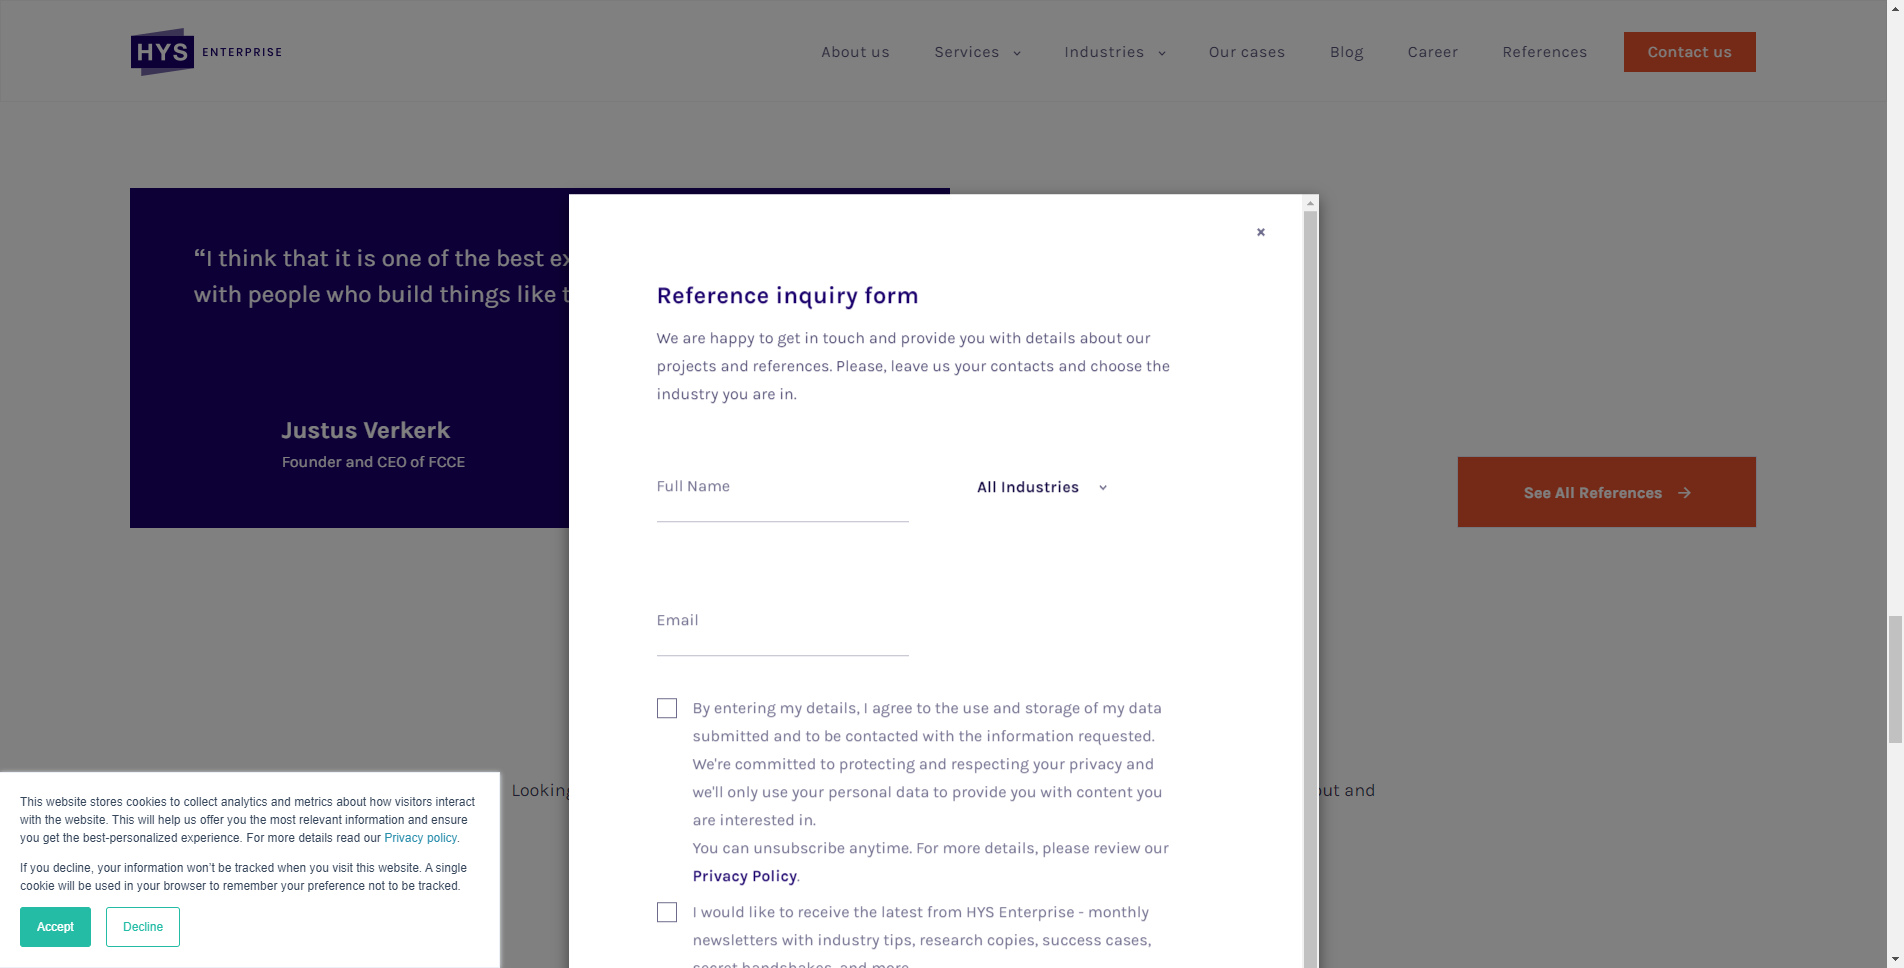 HYS ENTERPRISE
About us
Services
Industries
Our cases
Blog
Career
References
Contact us
“I think that it is one of the best ex
with people who build things like t
Justus Verkerk
Founder and CEO of FCCE
See All References
×
Reference inquiry form
We are happy to get in touch and provide you with details about our
projects and references. Please, leave us your contacts and choose the
industry you are in.
Full Name
All Industries
Email
By entering my details, I agree to the use and storage of my data
submitted and to be contacted with the information requested.
We're committed to protecting and respecting your privacy and
we'll only use your personal data to provide you with content you
are interested in.
You can unsubscribe anytime. For more details, please review our
Privacy Policy.
I would like to receive the latest from HYS Enterprise - monthly
newsletters with industry tips, research copies, success cases,
secret handshakes, and more
Looking
out and
This website stores cookies to collect analytics and metrics about how visitors interact
with the website. This will help us offer you the most relevant information and ensure
you get the best-personalized experience. For more details read our Privacy policy.
If you decline, your information won’t be tracked when you visit this website. A single
cookie will be used in your browser to remember your preference not to be tracked.
Accept
Decline